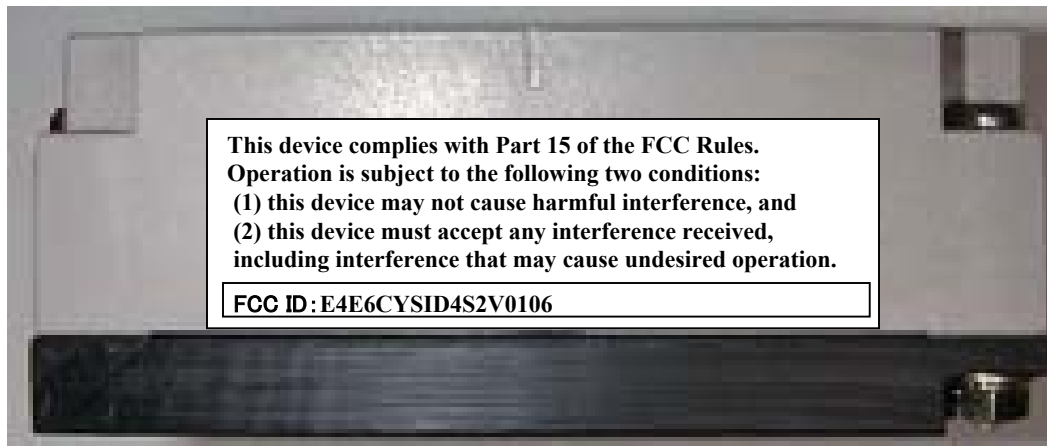 This device complies with Part 15 of the FCC Rules.
Operation is subject to the following two conditions:
(1) this device may not cause harmful interference, and
(2) this device must accept any interference received,
including interference that may cause undesired operation.
FCC ID:E4E6CYSID4S2V0106